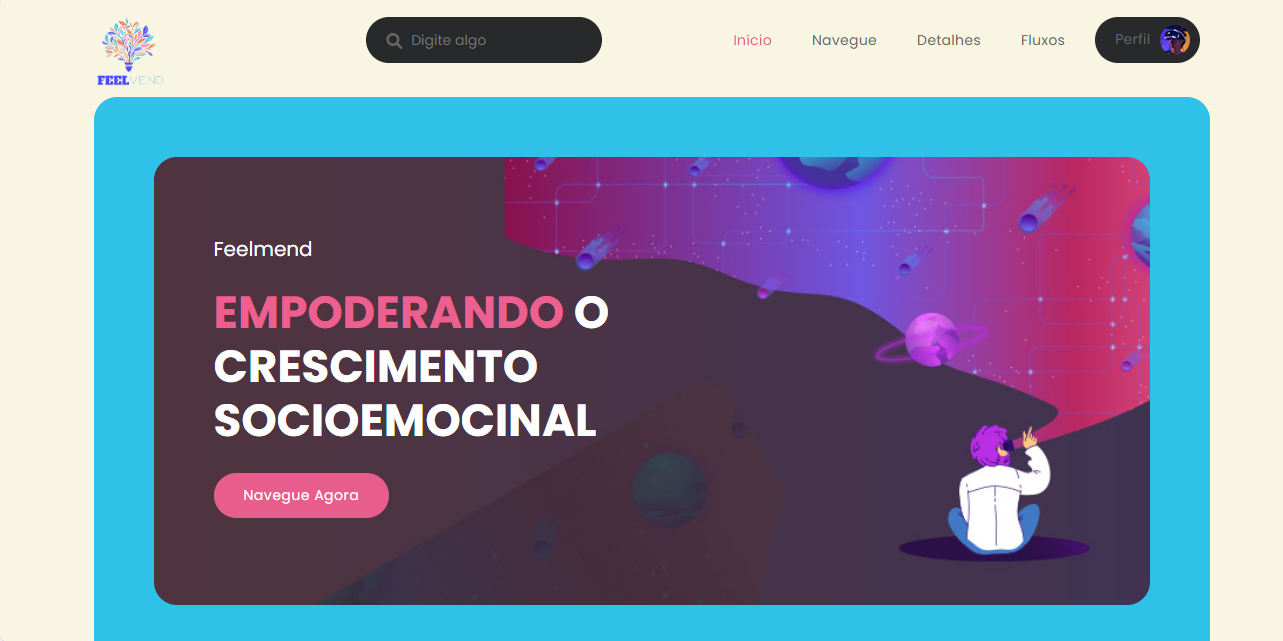 FEELMEND
Digite algo
Início
Navegue
Detalhes
Fluxos
Perfil
Feelmend
EMPODERANDO O
CRESCIMENTO
SOCIOEMOCINAL
Navegue Agora